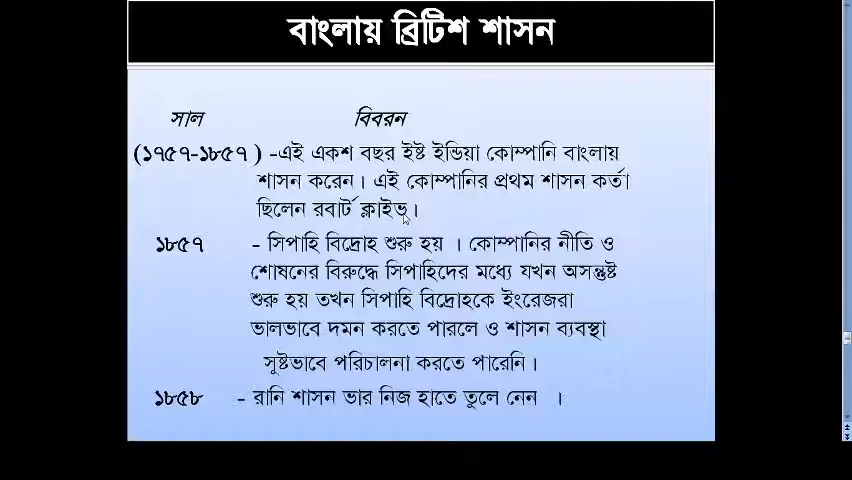 বাংলায় ব্রিটিশ শাসন
সাল বিবরন
(১৭৫৭-১৮৫৭ ) -এই একশ বছর ইষ্ট ইন্ডিয়া কোম্পানি বাংলায়
শাসন করেন। এই কোম্পানির প্রথম শাসন কর্তা
ছিলেন রবার্ট ক্লাইভ্।
১৮৫৭ - সিপাহি বিদ্রোহ শুরু হয় । কোম্পানির নীতি ও
শোষনের বিরুদ্ধে সিপাহিদের মধ্যে যখন অসন্তুষ্ট
শুরু হয় তখন সিপাহি বিদ্রোহকে ইংরেজরা
ভালভাবে দমন করতে পারলে ও শাসন ব্যবস্থা
সুষ্টভাবে পরিচালনা করতে পারেনি।
১৮৫৮ - রানি শাসন ভার নিজ হাতে তুলে নেন ।